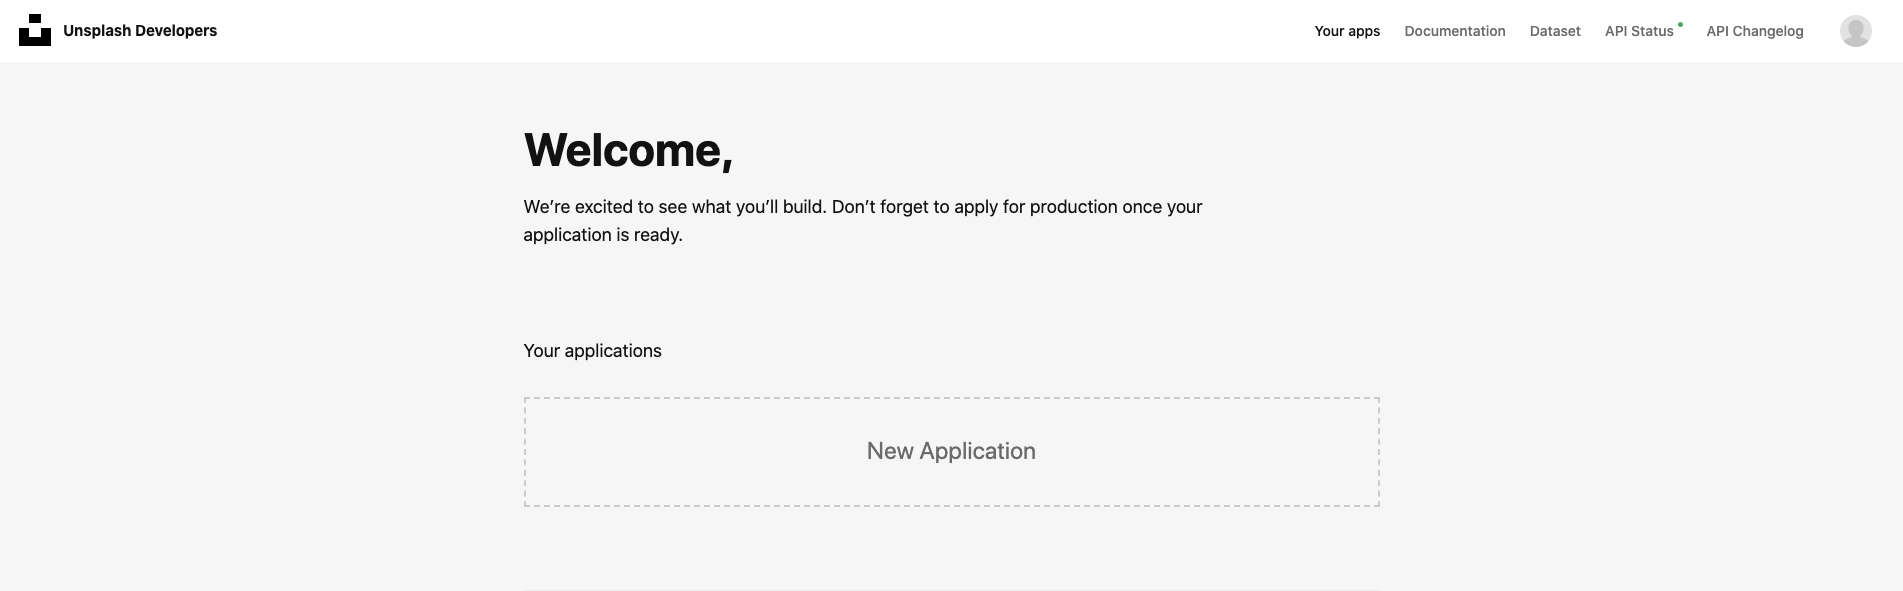 Unsplash Developers
Your apps
Documentation
Dataset
API Status
API Changelog
Welcome,
We’re excited to see what you’ll build. Don’t forget to apply for production once your
application is ready.
Your applications
New Application